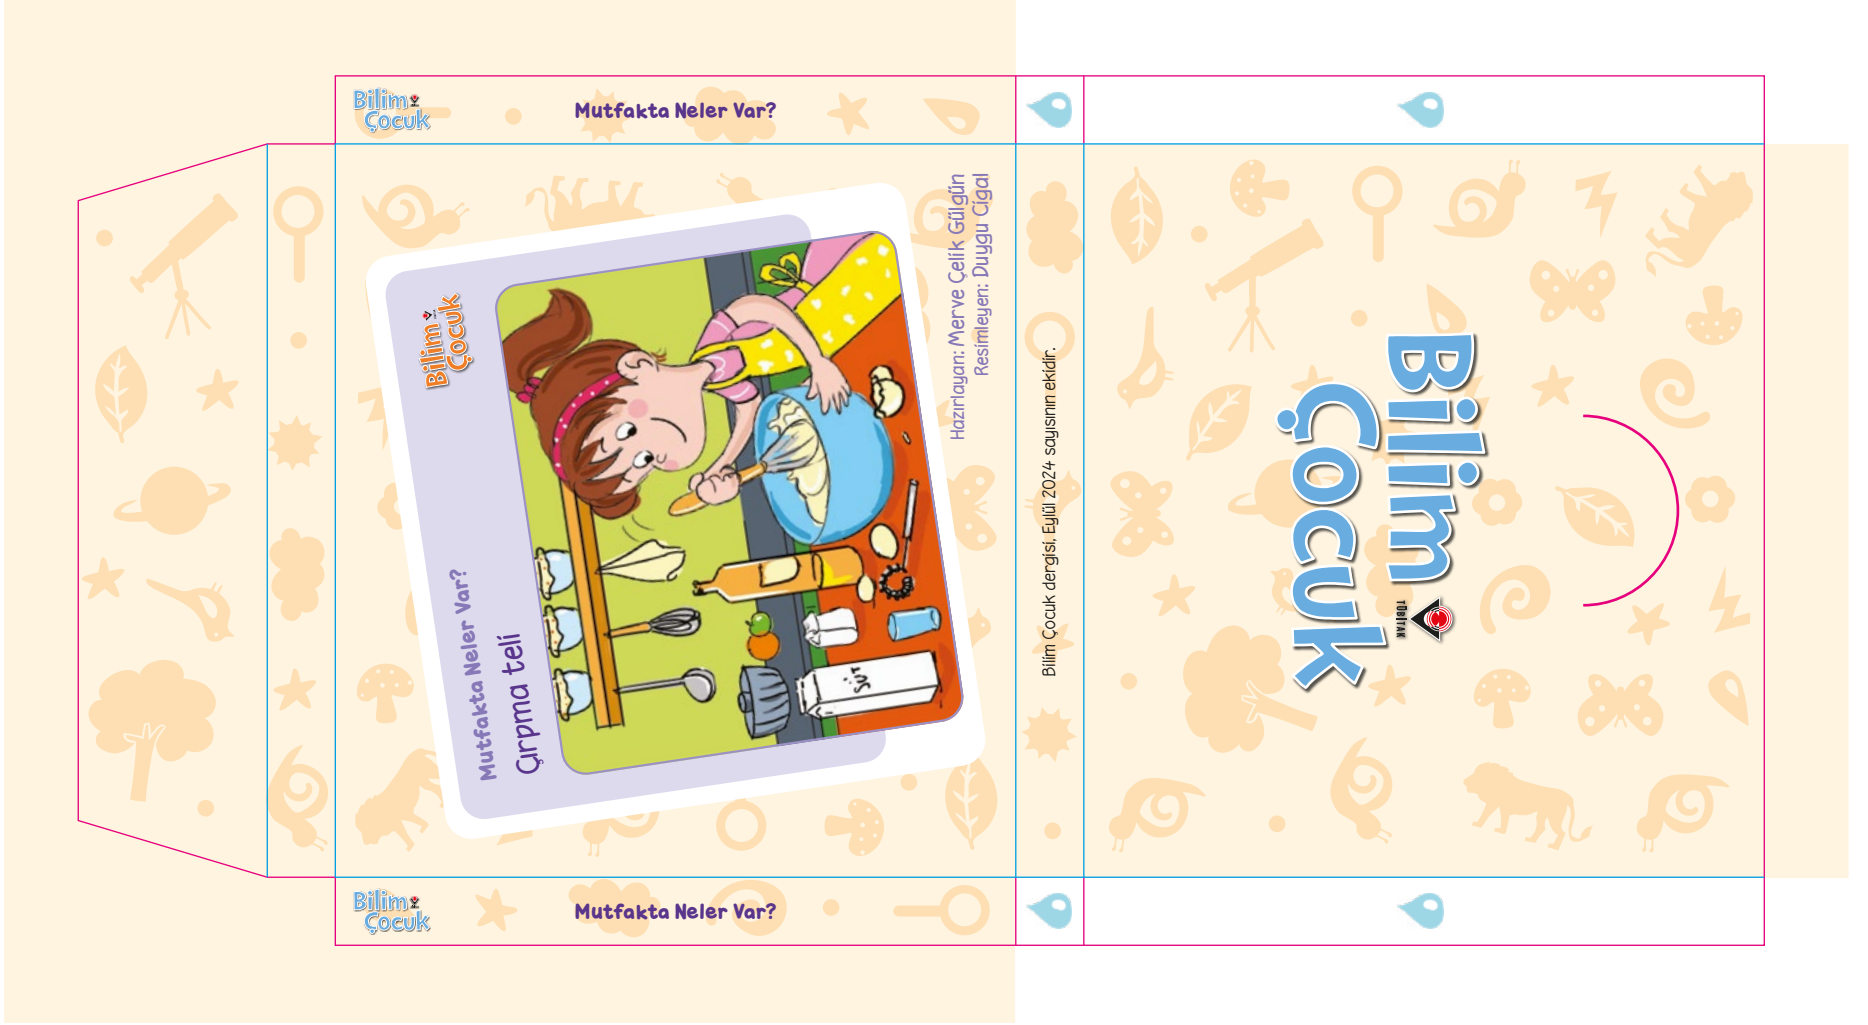 Bilim
Çocuk
Mutfakta Neler Var?
Bilim
Çocuk
Mutfakta Neler Var?
Çırpma teli
SÜT
Hazırlayan: Merve Çelik Gülgün
Resimleyen: Duygu Cigal
Bilim Çocuk dergisi, Eylül 2024 sayısının ekidir.
Bilim
Çocuk
TÜBİTAK
Bilim
Çocuk
Mutfakta Neler Var?